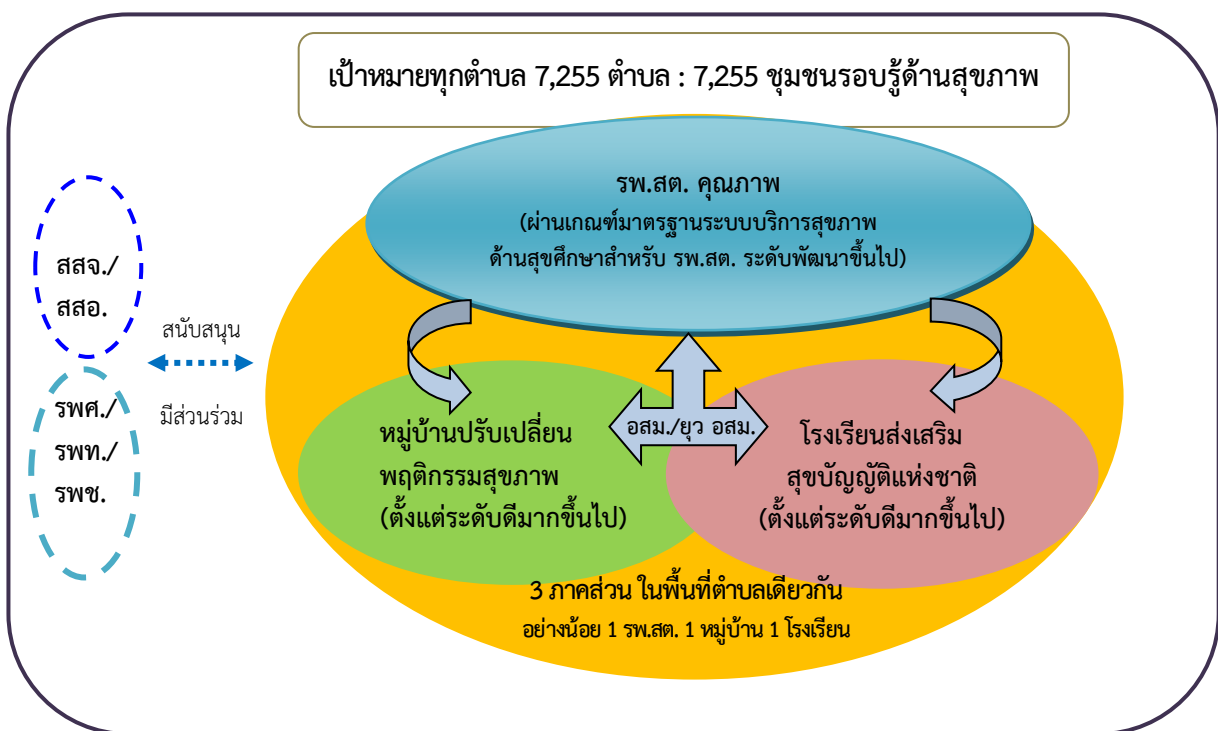 เป้าหมายทุกตำบล 7,255 ตำบล : 7,255 ชุมชนรอบรู้ด้านสุขภาพ
รพ.สต. คุณภาพ
(ผ่านเกณฑ์มาตรฐานระบบบริการสุขภาพ
ด้านสุขศึกษาสำหรับ รพ.สต. ระดับพัฒนาขึ้นไป)
สสจ./
สสอ.
สนับสนุน
มีส่วนร่วม
รพศ./
รพท./
รพช.
หมู่บ้านปรับเปลี่ยน
พฤติกรรมสุขภาพ
(ตั้งแต่ระดับดีมากขึ้นไป)
อสม./ยุว อสม.
โรงเรียนส่งเสริม
สุขบัญญัติแห่งชาติ
(ตั้งแต่ระดับดีมากขึ้นไป)
3 ภาคส่วน ในพื้นที่ตำบลเดียวกัน
อย่างน้อย 1 รพ.สต. 1 หมู่บ้าน 1 โรงเรียน